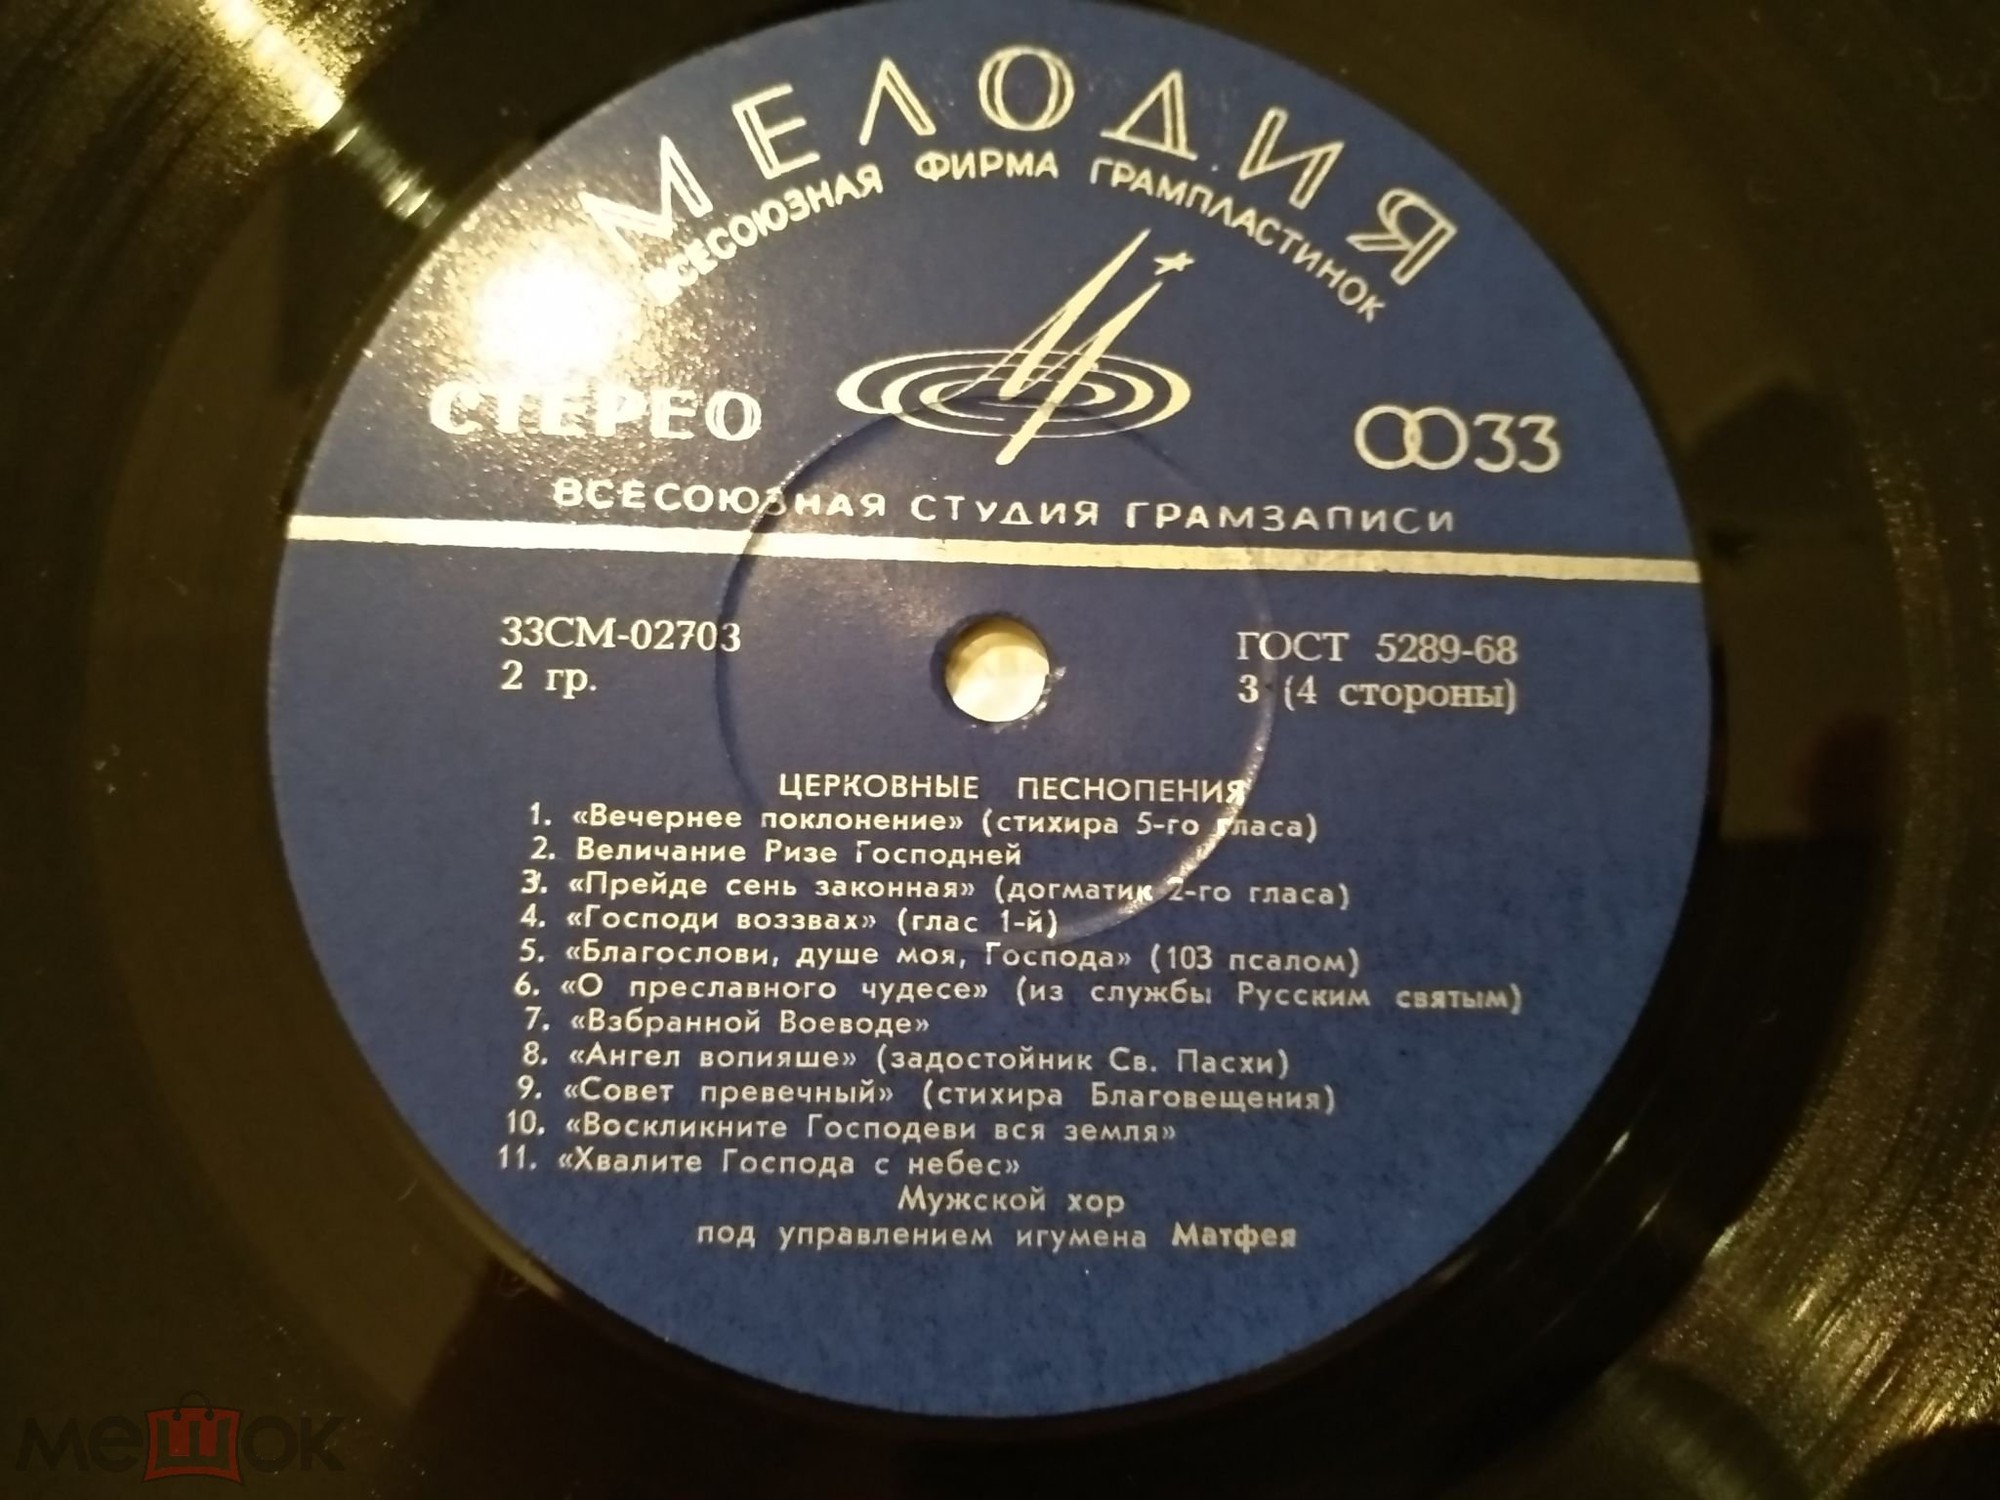 МЕЛОДИЯ
ВСЕСОЮЗНАЯ ФИРМА ГРАМПЛАСТИНОК
СТЕРЕО
33
ВСЕСОЮЗНАЯ СТУДИЯ ГРАМЗАПИСИ
33СМ-02703
2 гр.
ГОСТ 5289-68
3 (4 стороны)
ЦЕРКОВНЫЕ ПЕСНОПЕНИЯ
1. «Вечернее поклонение» (стихира 5-го гласа)
2. Величание Ризе Господней
3. «Прейде сень законная» (догматик 2-го гласа)
4. «Господи воззвах» (глас 1-й)
5. «Благослови, душе моя, Господа» (103 псалом)
6. «О преславного чудесе» (из службы Русским святым)
7. «Взбранной Воеводе»
8. «Ангел вопияше» (задостойник Св. Пасхи)
9. «Совет превечный» (стихира Благовещения)
10. «Воскликните Господеви вся земля»
11. «Хвалите Господа с небес»
Мужской хор
под управлением игумена Матфея
мешок